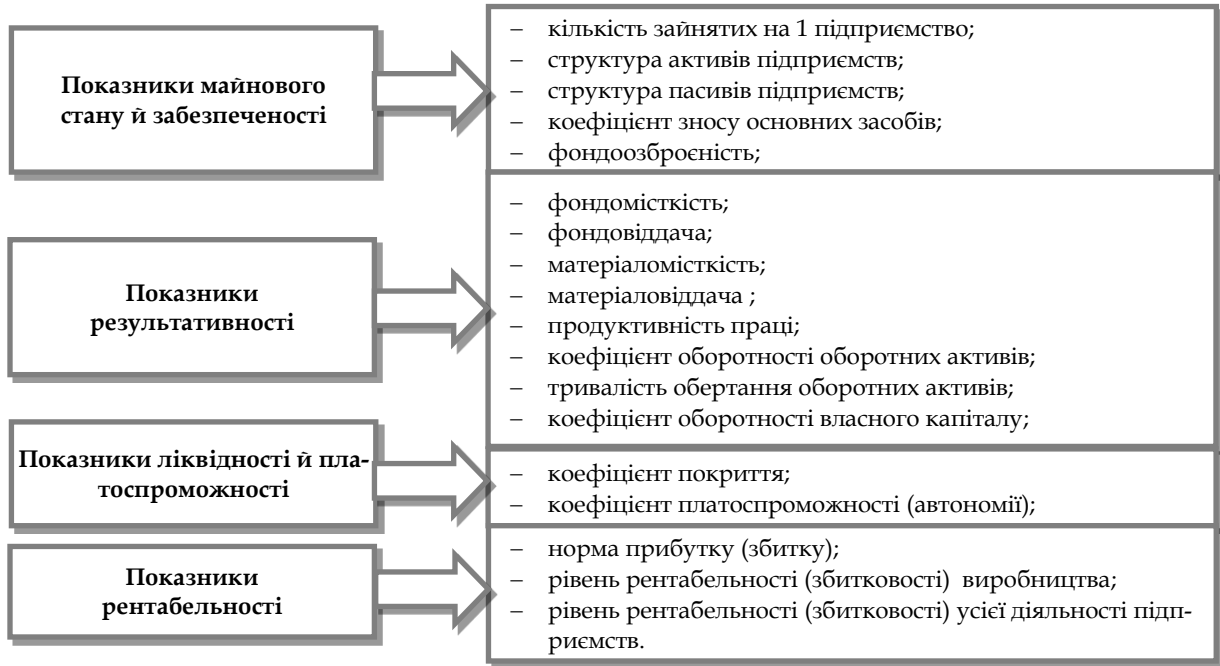 Показники майнового
стану й забезпеченості
– кількість зайнятих на 1 підприємство;
– структура активів підприємств;
– структура пасивів підприємств;
– коефіцієнт зносу основних засобів;
– фондоозброєність;
Показники
результативності
– фондомісткість;
– фондовіддача;
– матеріаломісткість;
– матеріаловіддача ;
– продуктивність праці;
– коефіцієнт оборотності оборотних активів;
– тривалість обертання оборотних активів;
– коефіцієнт оборотності власного капіталу;
Показники ліквідності й пла-
тоспроможності
– коефіцієнт покриття;
– коефіцієнт платоспроможності (автономії);
Показники
рентабельності
– норма прибутку (збитку);
– рівень рентабельності (збитковості) виробництва;
– рівень рентабельності (збитковості) усієї діяльності підп-
риємств.